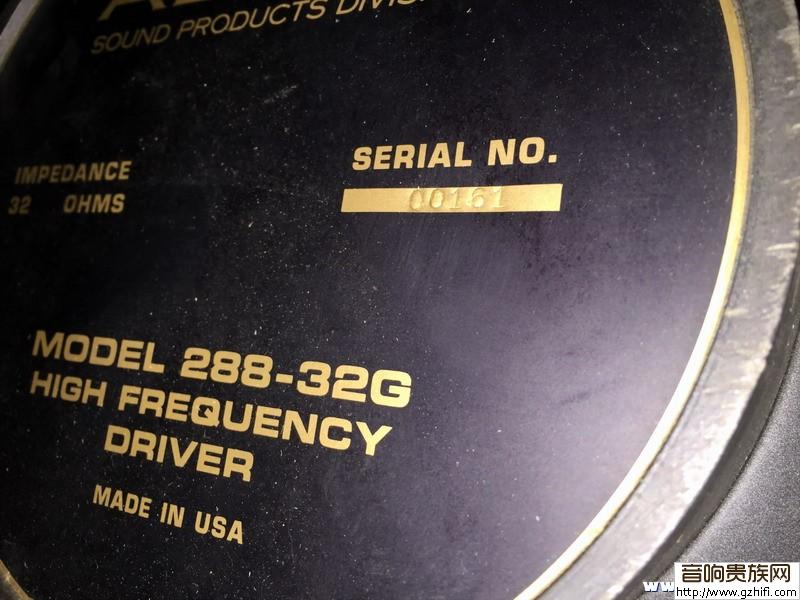 SOUND PRODUCTS
IMPEDANCE
32 OHMS
SERIAL NO.
00161
MODEL 288-32G
HIGH FREQUENCY
DRIVER
MADE IN USA
音响贵族网
http://www.gzhifi.com